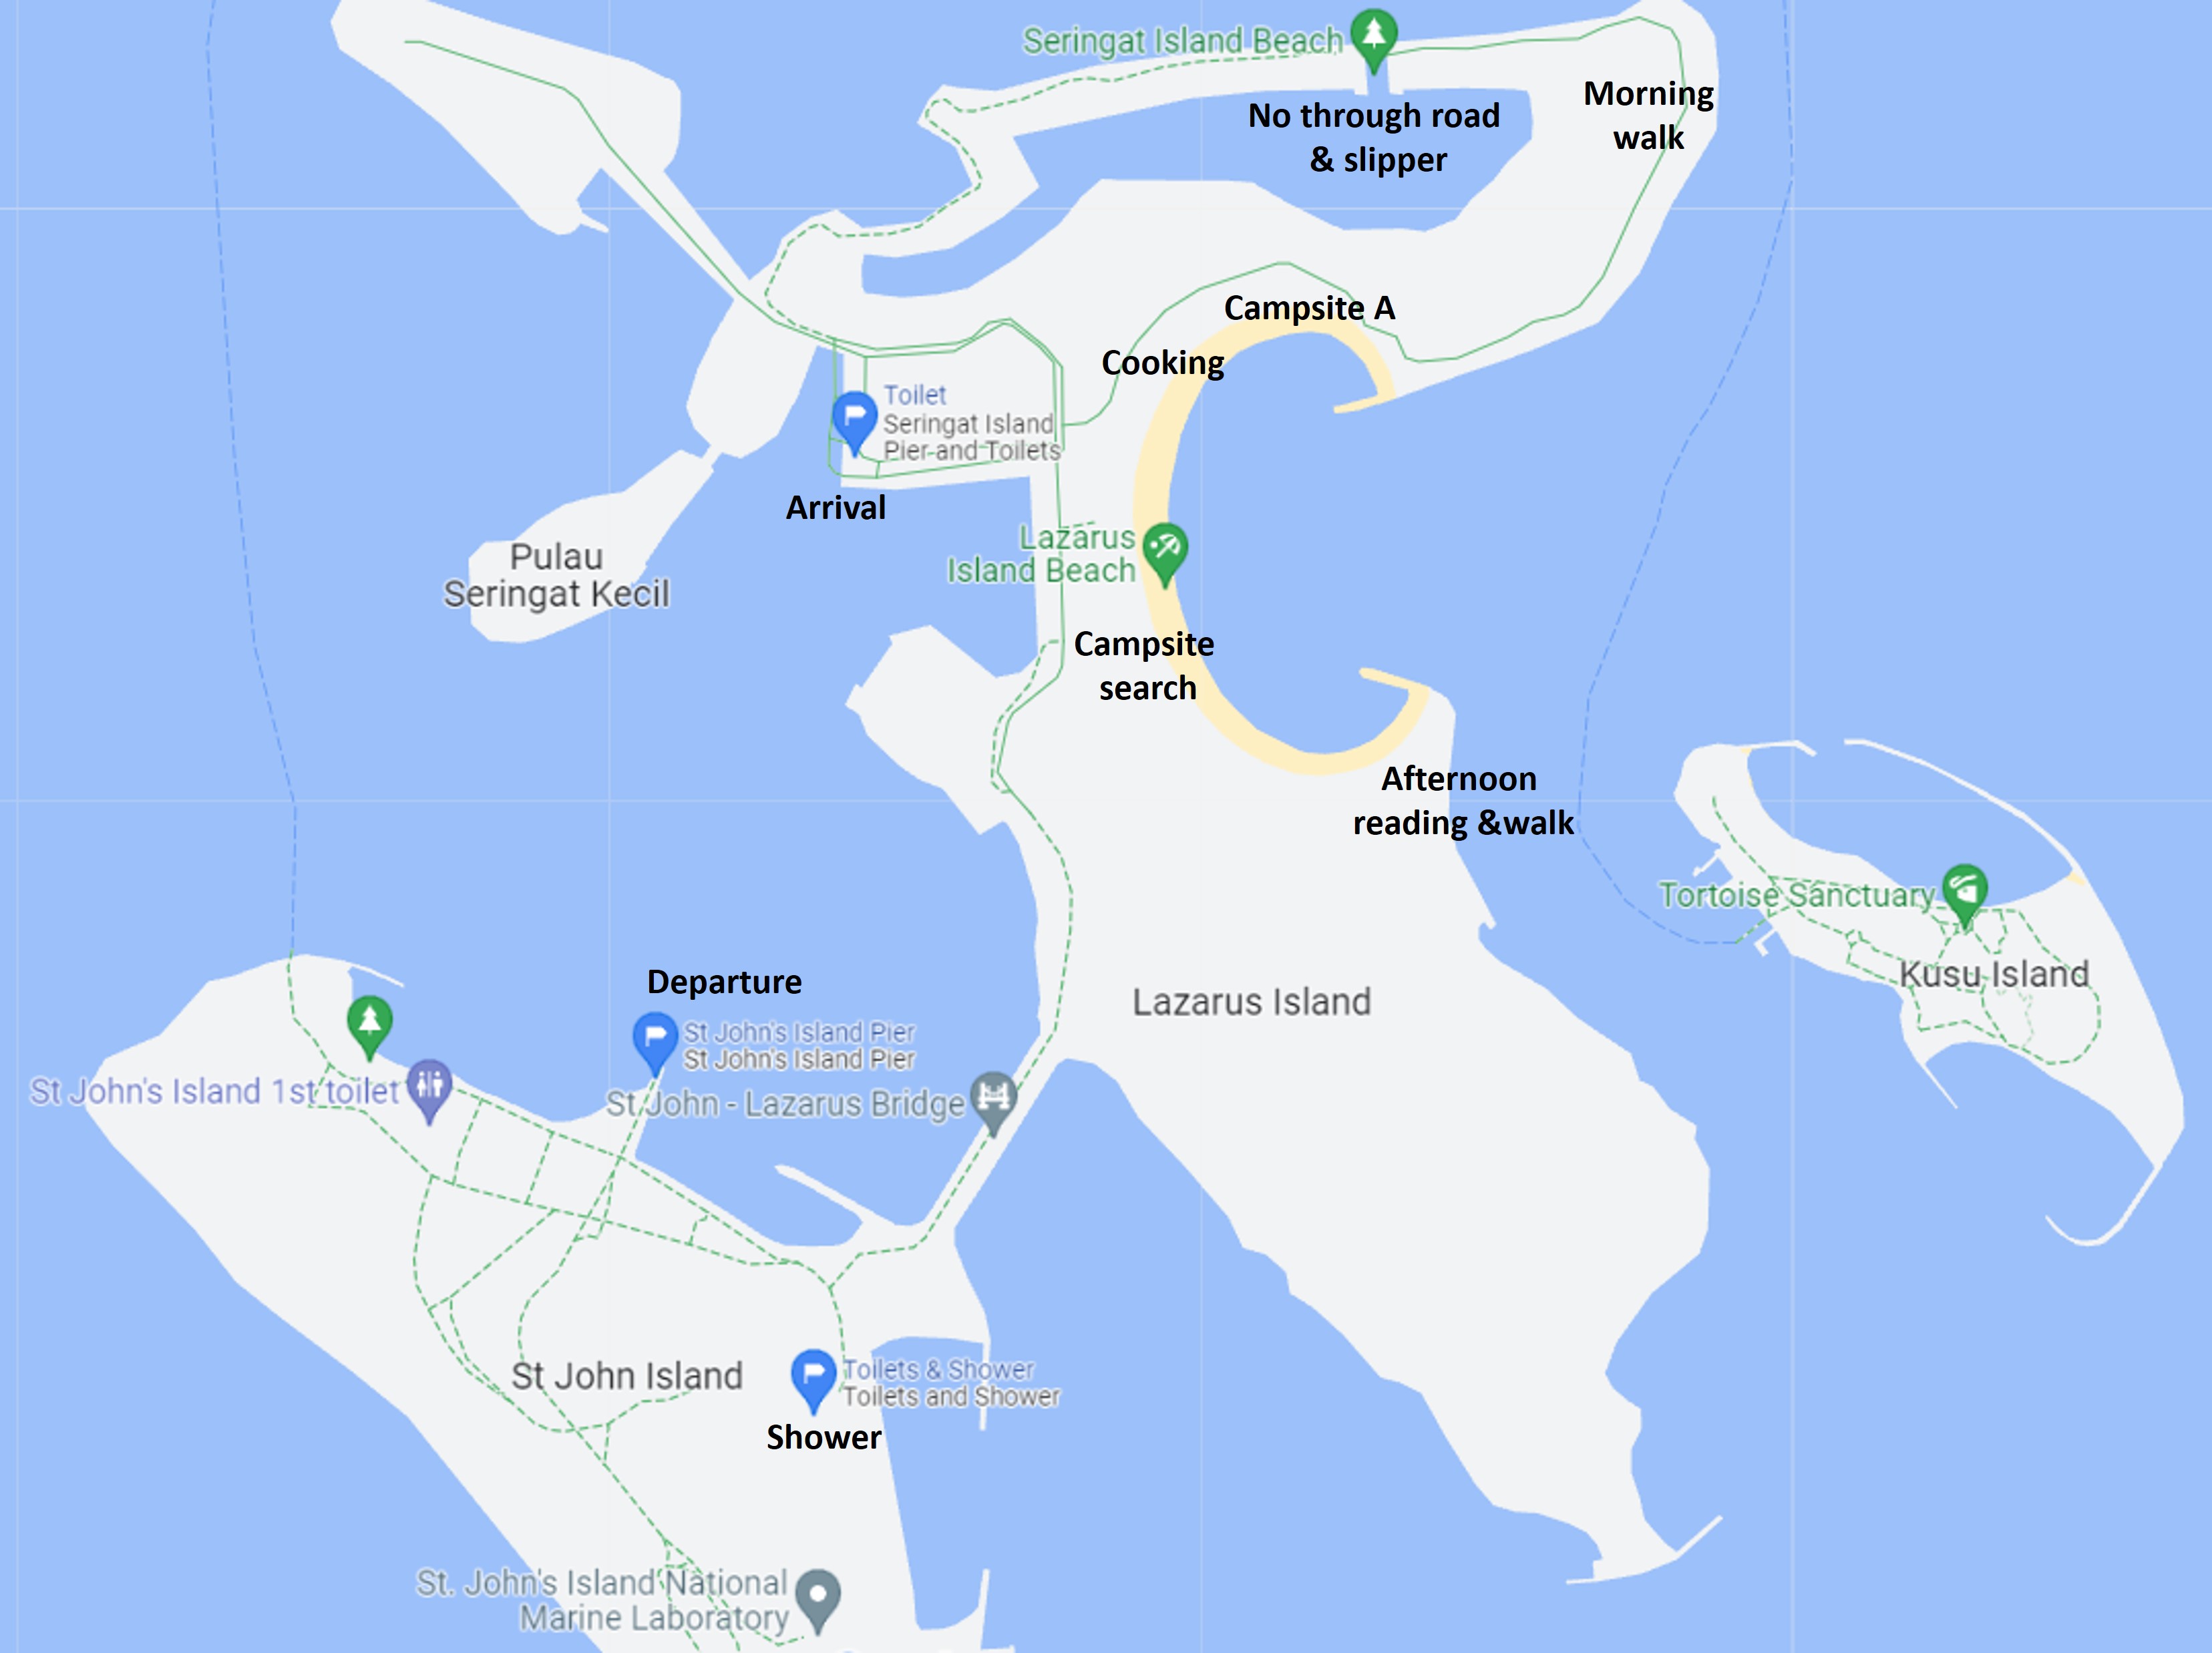 Seringat Island Beach
No through road
& slipper
Morning
walk
Campsite A
Cooking
Toilet
Seringat Island
Pier and Toilets
Arrival
Lazarus
Island Beach
Pulau
Seringat Kecil
Campsite
search
Afternoon
reading &walk
Tortoise Sanctuary
Kusu Island
Departure
St John's Island Pier
St John's Island Pier
Lazarus Island
St John's Island 1st toilet
St John - Lazarus Bridge
St John Island
Toilets & Shower
Toilets and Shower
Shower
St. John's Island National
Marine Laboratory